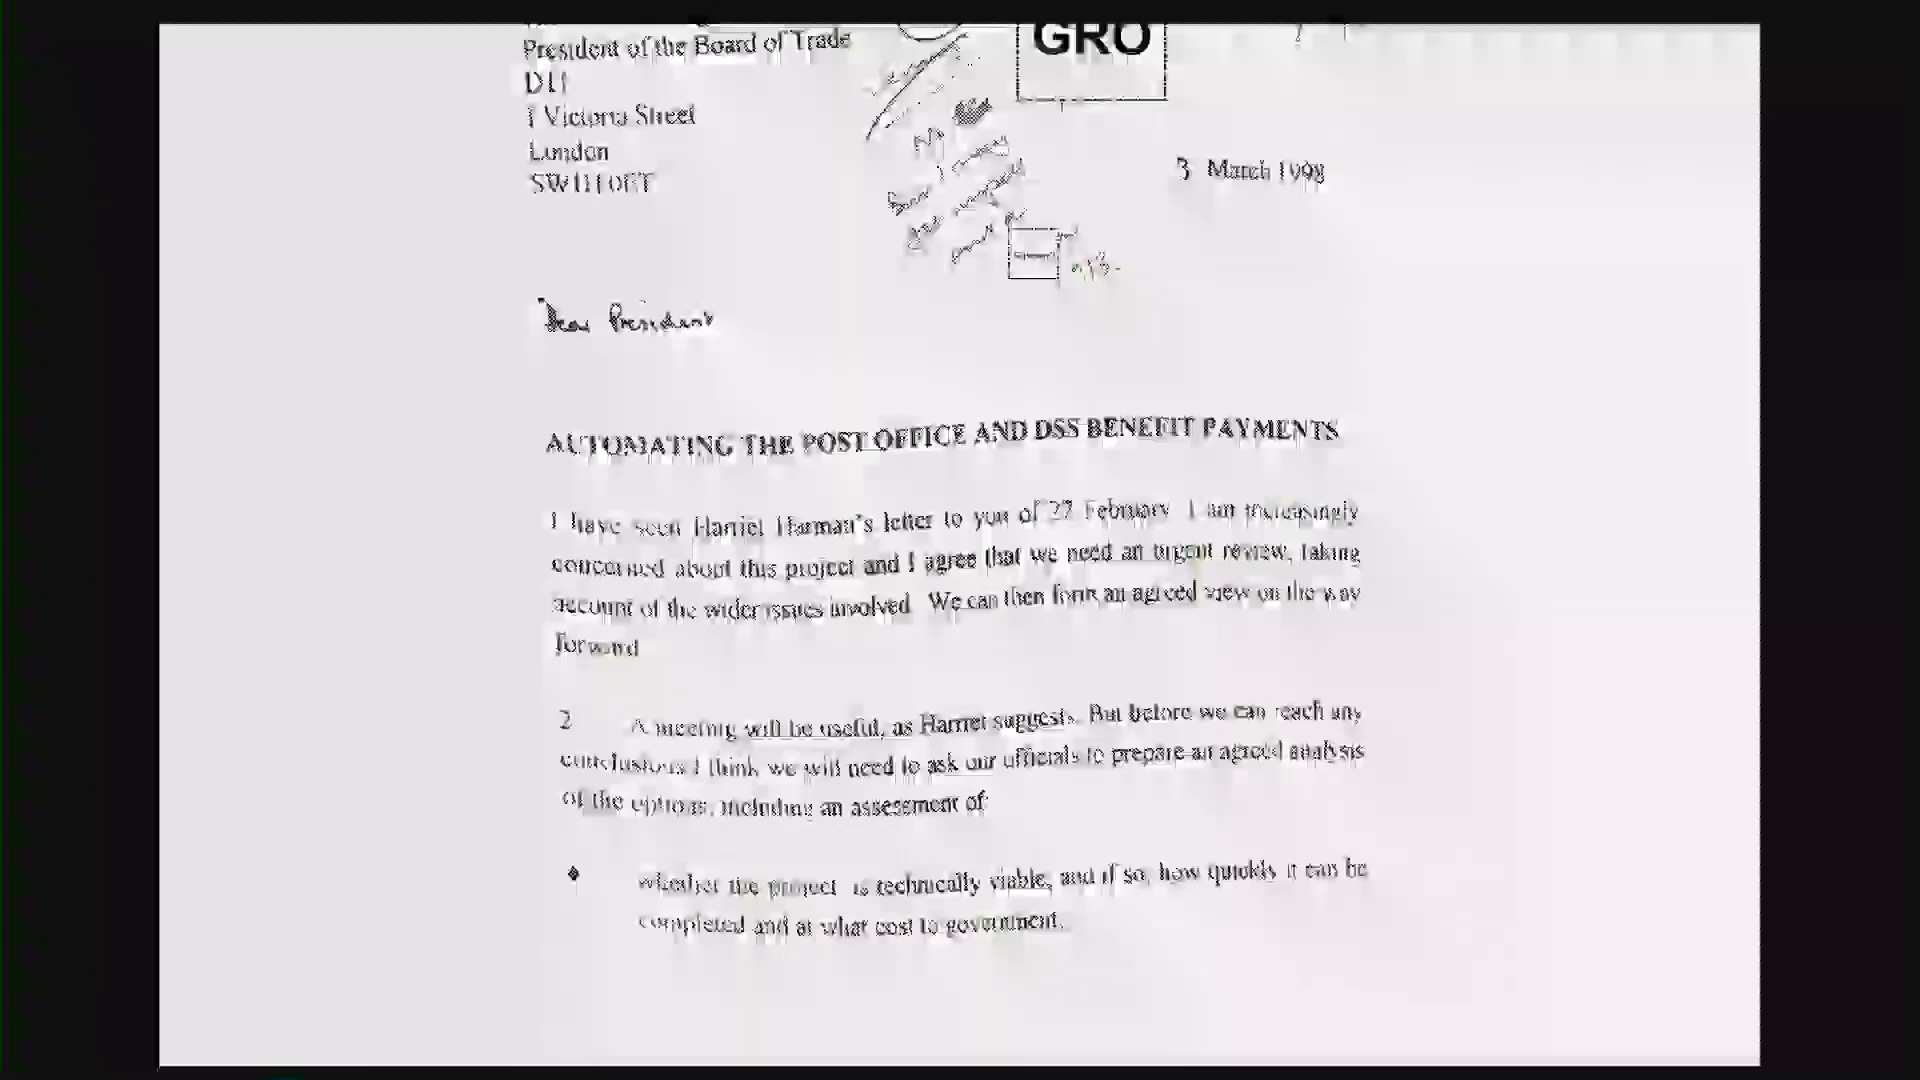 President of the Board of Trade
GRO
DTI
1 Victoria Street
London
SW1H 0ET
3 March 1998
Dear President
AUTOMATING THE POST OFFICE AND DSS BENEFIT PAYMENTS
I have seen Harriet Harman's letter to you of 27 February. I am increasingly
concerned about this project and I agree that we need an urgent review, taking
account of the wider issues involved. We can then form an agreed view on the way
forward
2 A meeting will be useful, as Harriet suggests. But before we can reach any
conclusions I think we will need to ask our officials to prepare an agreed analysis
of the options, including an assessment of:
whether the project is technically viable, and if so, how quickly it can be
completed and at what cost to government.